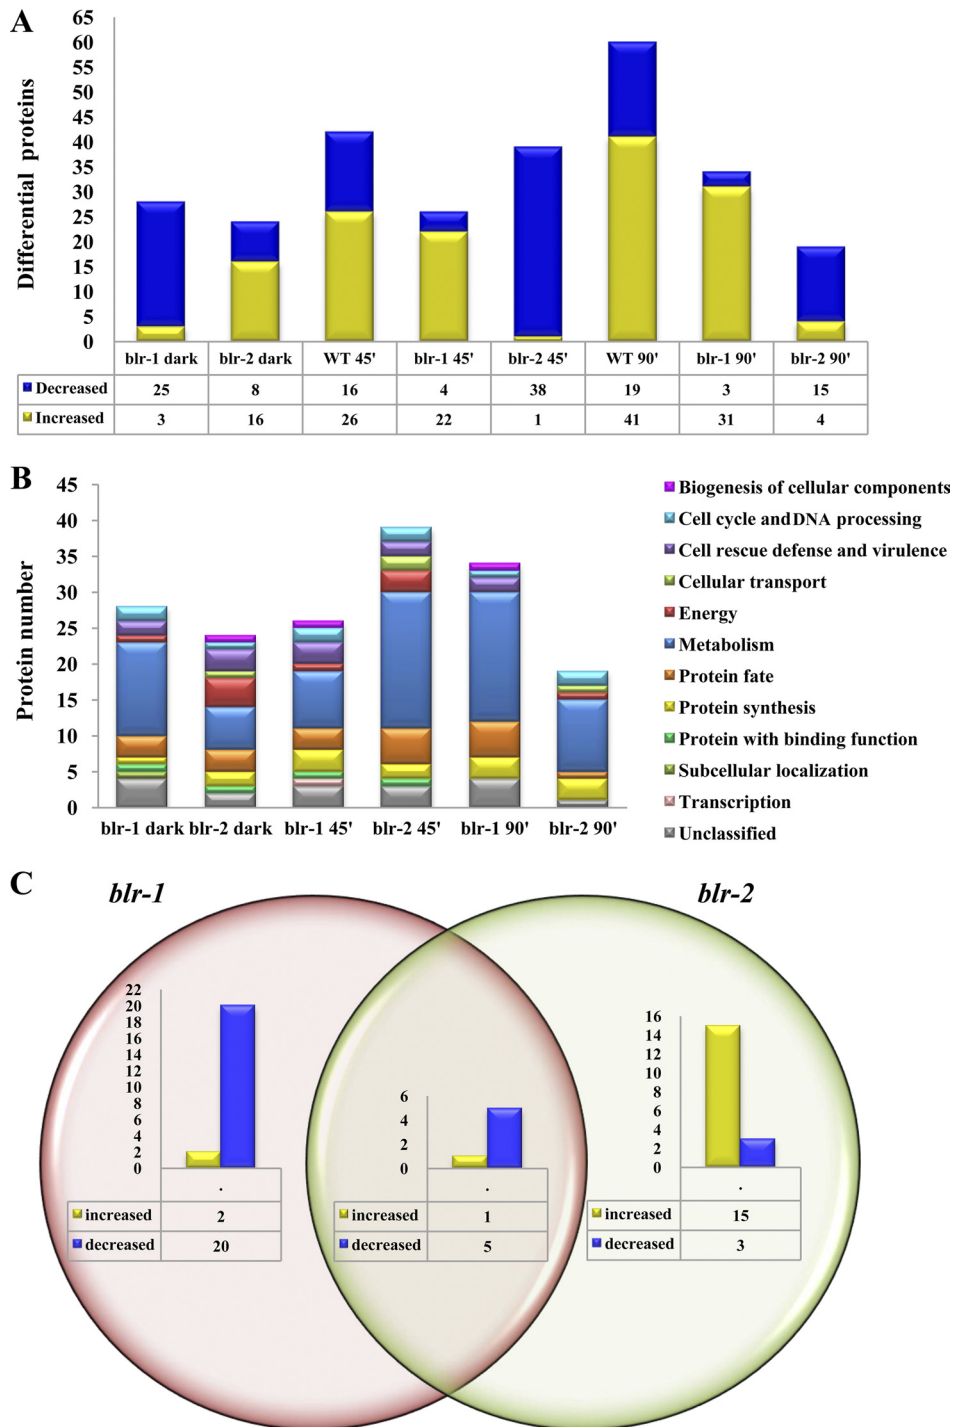 A
65
60
55
50
45
40
35
30
25
20
15
10
5
0
Differential proteins
blr-1 dark blr-2 dark WT 45' blr-1 45' blr-2 45' WT 90' blr-1 90' blr-2 90'
Decreased 25 8 16 4 38 19 3 15
Increased 3 16 26 22 1 41 31 4
B
45
40
35
30
25
20
15
10
5
0
Protein number
blr-1 dark blr-2 dark blr-1 45' blr-2 45' blr-1 90' blr-2 90'
Biogenesis of cellular components
Cell cycle and DNA processing
Cell rescue defense and virulence
Cellular transport
Energy
Metabolism
Protein fate
Protein synthesis
Protein with binding function
Subcellular localization
Transcription
Unclassified
C
blr-1
blr-2
22
20
18
16
14
12
10
8
6
4
2
0
.
increased 2
decreased 20
6
4
2
0
.
increased 1
decreased 5
16
14
12
10
8
6
4
2
0
.
increased 15
decreased 3